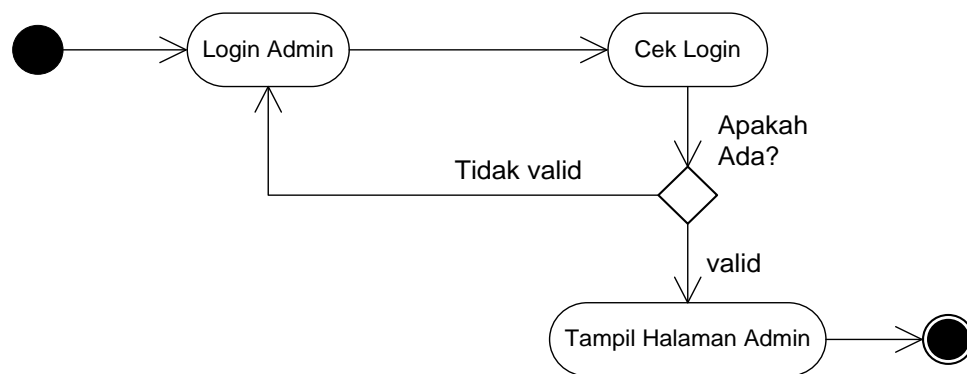 Login Admin
Cek Login
Apakah
Ada?
Tidak valid
valid
Tampil Halaman Admin